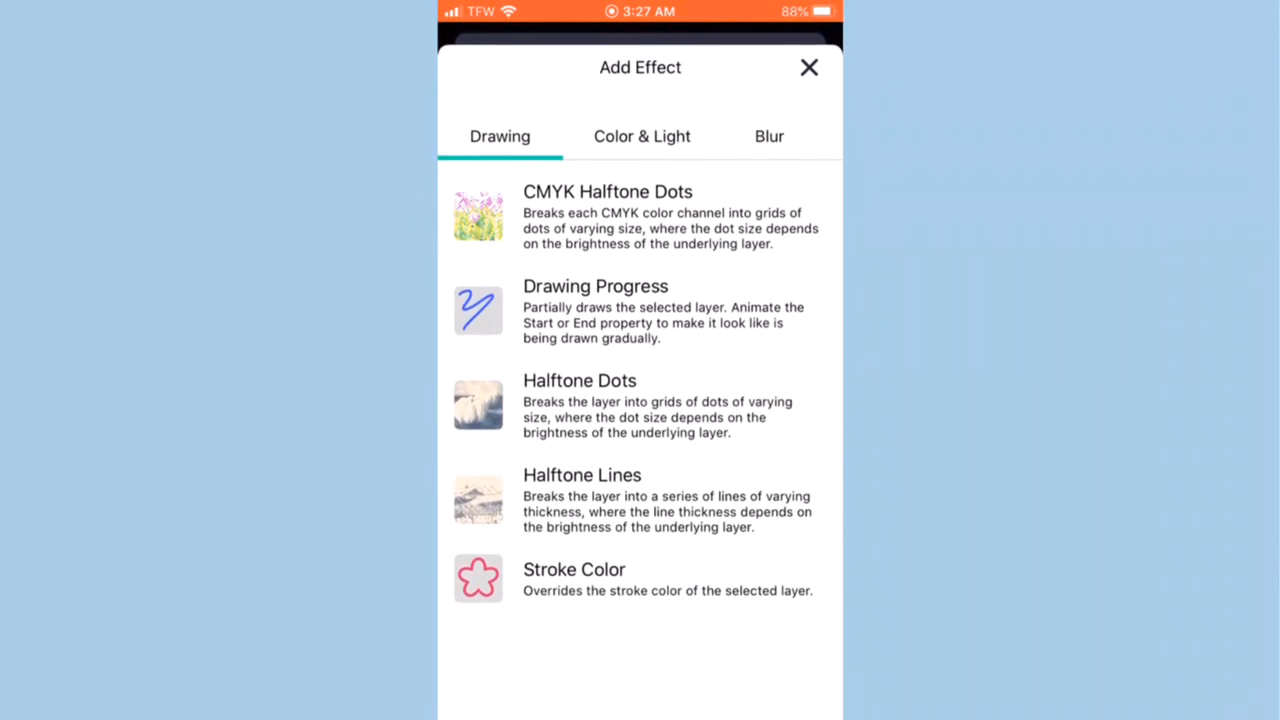 TFW 3:27 AM 88%
Add Effect
Drawing Color & Light Blur
CMYK Halftone Dots
Breaks each CMYK color channel into grids of
dots of varying size, where the dot size depends
on the brightness of the underlying layer.
Drawing Progress
Partially draws the selected layer. Animate the
Start or End property to make it look like is
being drawn gradually.
Halftone Dots
Breaks the layer into grids of dots of varying
size, where the dot size depends on the
brightness of the underlying layer.
Halftone Lines
Breaks the layer into a series of lines of varying
thickness, where the line thickness depends on
the brightness of the underlying layer.
Stroke Color
Overrides the stroke color of the selected layer.